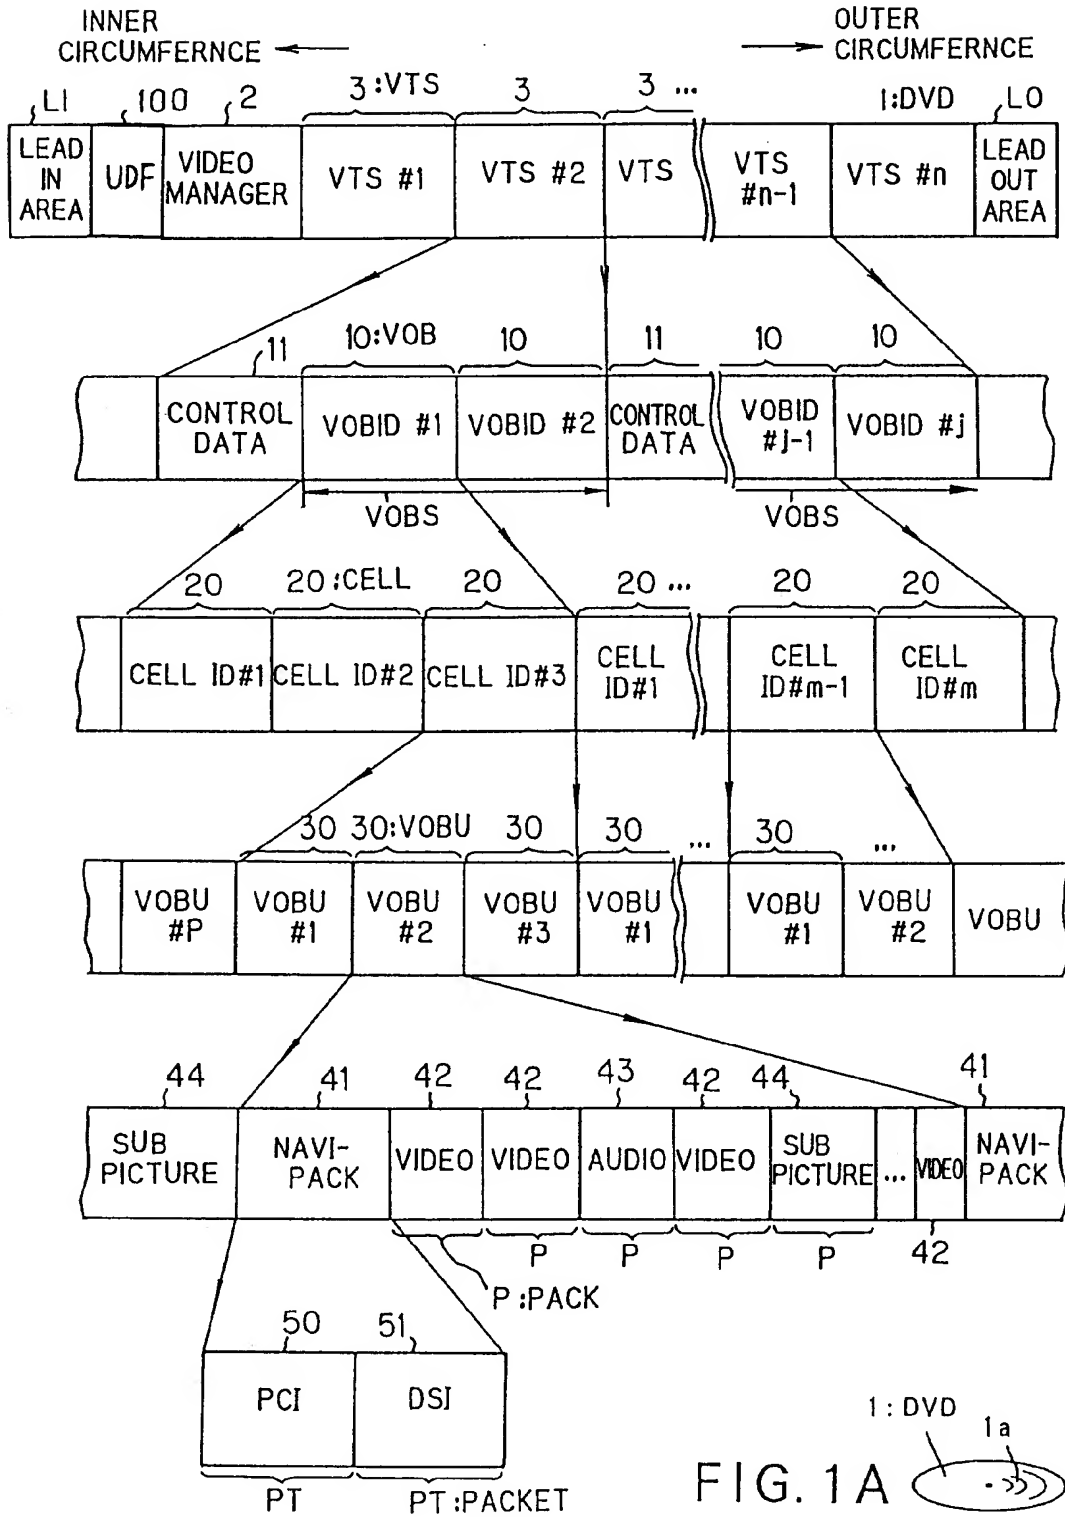 INNER
CIRCUMFERNCE
OUTER
CIRCUMFERNCE
L1 100 2 3:VTS 3 3 ... 1:DVD LO
LEAD IN AREA
UDF
VIDEO MANAGER
VTS #1
VTS #2
VTS
VTS #n-1
VTS #n
LEAD OUT AREA
11 10:VOB 10 11 10 10
CONTROL DATA
VOBID #1
VOBID #2
CONTROL DATA
VOBID #j-1
VOBID #j
VOBS
VOBS
20 20:CELL 20 20 ... 20 20
CELL ID#1
CELL ID#2
CELL ID#3
CELL ID#1
CELL ID#m-1
CELL ID#m
30 30:VOBU 30 30 ... 30 ...
VOBU #P
VOBU #1
VOBU #2
VOBU #3
VOBU #1
VOBU #1
VOBU #2
VOBU
44 41 42 42 43 42 44 41
SUB PICTURE
NAVI-PACK
VIDEO
VIDEO
AUDIO
VIDEO
SUB PICTURE
...
VIDEO
NAVI-PACK
P P P P 42
P:PACK
50 51
PCI
DSI
PT PT:PACKET
1:DVD 1a
FIG. 1A